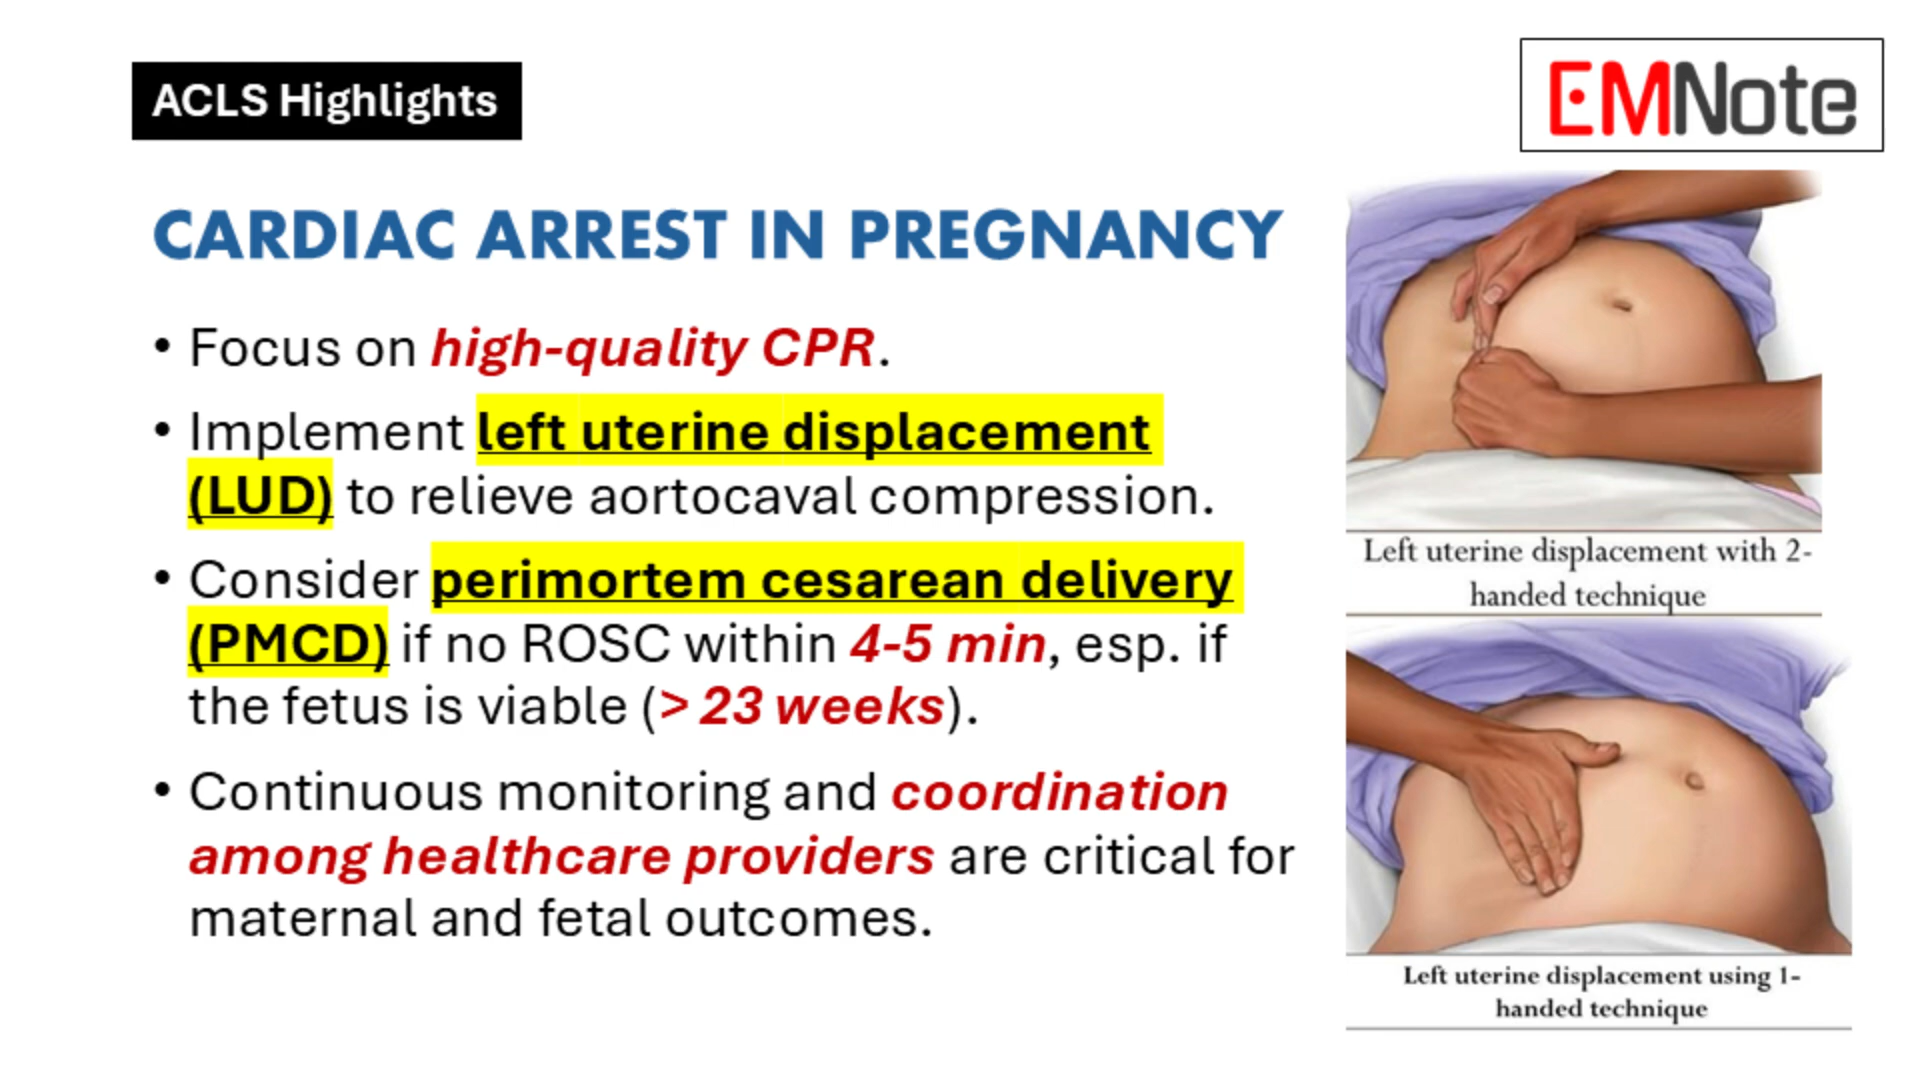 ACLS Highlights
EMNote
CARDIAC ARREST IN PREGNANCY
• Focus on high-quality CPR.
• Implement left uterine displacement
(LUD) to relieve aortocaval compression.
• Consider perimortem cesarean delivery
(PMCD) if no ROSC within 4-5 min, esp. if
the fetus is viable (> 23 weeks).
• Continuous monitoring and coordination
among healthcare providers are critical for
maternal and fetal outcomes.
Left uterine displacement with 2-
handed technique
Left uterine displacement using 1-
handed technique